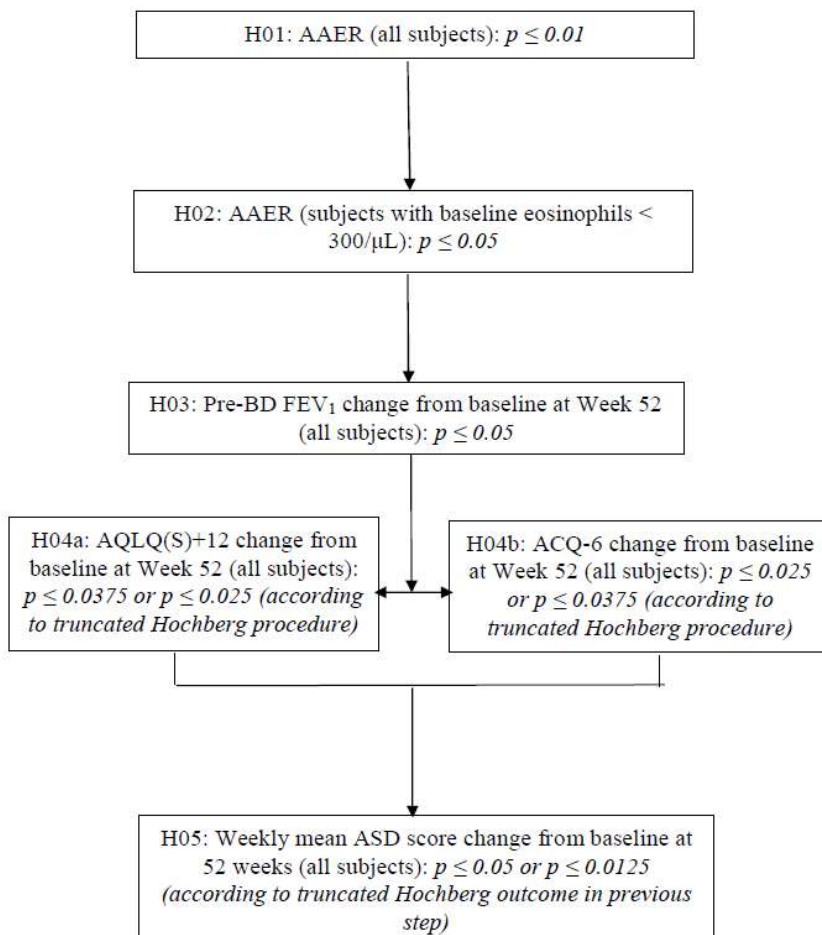 H01: AAER (all subjects): p ≤ 0.01
H02: AAER (subjects with baseline eosinophils <
300/μL): p ≤ 0.05
H03: Pre-BD FEV₁ change from baseline at Week 52
(all subjects): p ≤ 0.05
H04a: AQLQ(S)+12 change from
baseline at Week 52 (all subjects):
p ≤ 0.0375 or p ≤ 0.025 (according
to truncated Hochberg procedure)
H04b: ACQ-6 change from baseline
at Week 52 (all subjects): p ≤ 0.025
or p ≤ 0.0375 (according to
truncated Hochberg procedure)
H05: Weekly mean ASD score change from baseline at
52 weeks (all subjects): p ≤ 0.05 or p ≤ 0.0125
(according to truncated Hochberg outcome in previous
step)